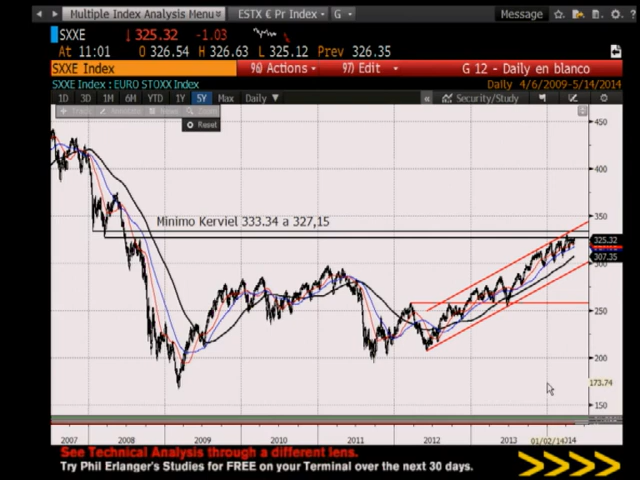 Multiple Index Analysis Menu ESTX € Pr Index G Message
SXXE ↓ 325.32 -1.03
At 11:01 O 326.54 H 326.63 L 325.12 Prev 326.35
SXXE Index 96) Actions 97) Edit G 12 - Daily en blanco
SXXE Index : EURO STOXX Index Daily 4/6/2009-5/14/2014
1D 3D 1M 6M YTD 1Y 5Y Max Daily ▼ « Security/Study
Reset
450
400
Minimo Kerviel 333.34 a 327,15
350
325.32
300
307.35
250
200
173.74
150
2007 2008 2009 2010 2011 2012 2013 01/02/14
See Technical Analysis through a different lens.
Try Phil Erlanger's Studies for FREE on your Terminal over the next 30 days.